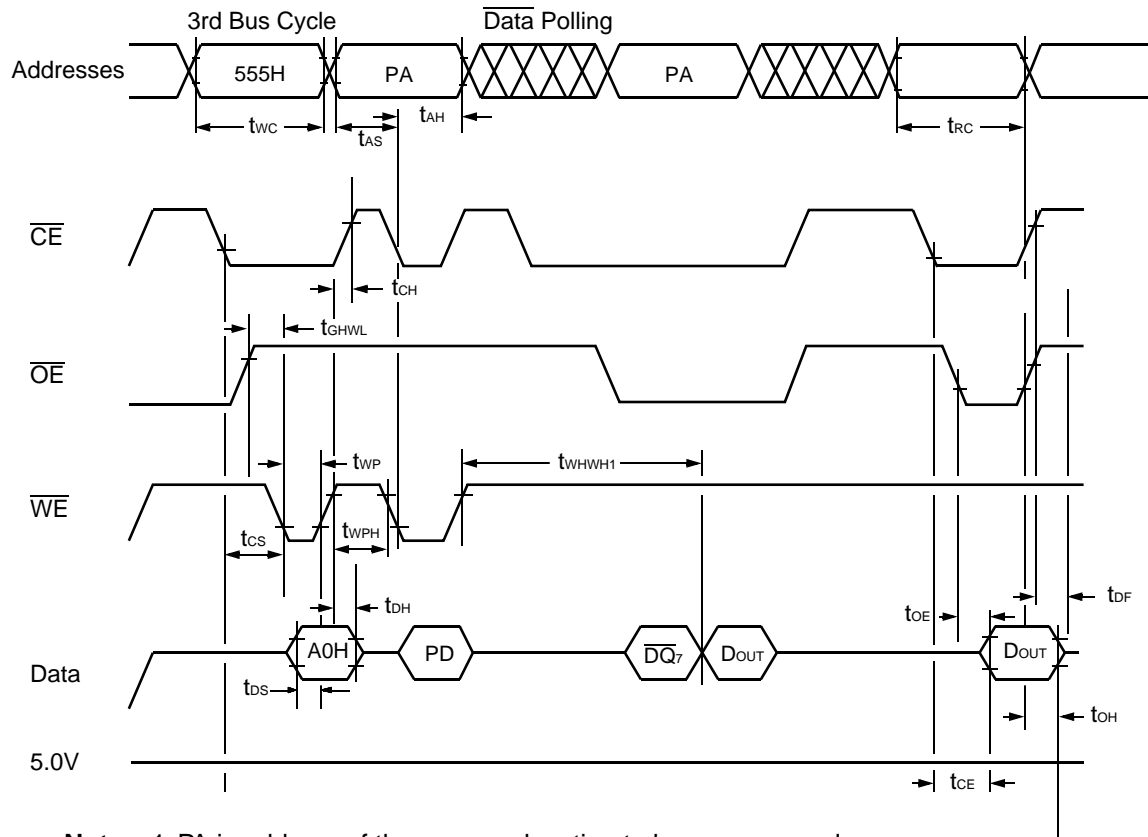 3rd Bus Cycle Data Polling
Addresses 555H PA PA
tWC tAS tAH tRC
CE
tCH
tGHWL
OE
tWP tWHWH1
WE
tCS tWPH
tDH tOE tDF
Data A0H PD DQ7 DOUT DOUT
tDS tOH
5.0V
tCE